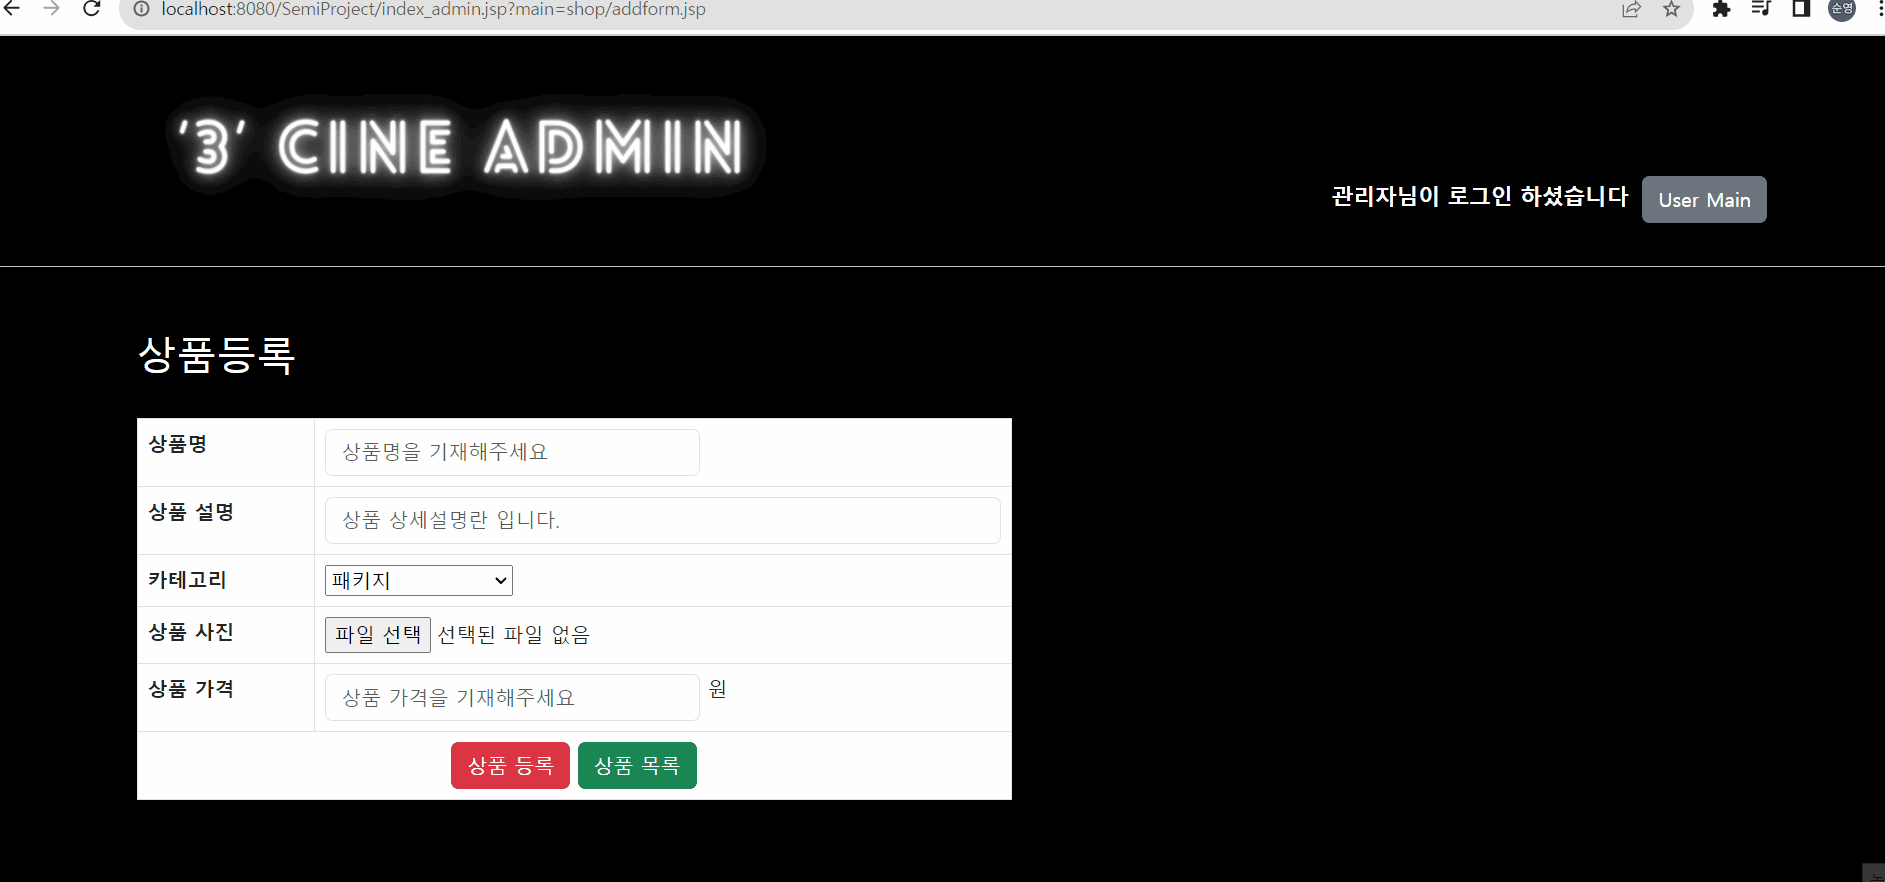 localhost:8080/SemiProject/index_admin.jsp?main=shop/addform.jsp
순영
'3' CINE ADMIN
관리자님이 로그인 하셨습니다 User Main
상품등록
상품명 상품명을 기재해주세요
상품 설명 상품 상세설명란 입니다.
카테고리 패키지
상품 사진 파일 선택 선택된 파일 없음
상품 가격 상품 가격을 기재해주세요 원
상품 등록 상품 목록